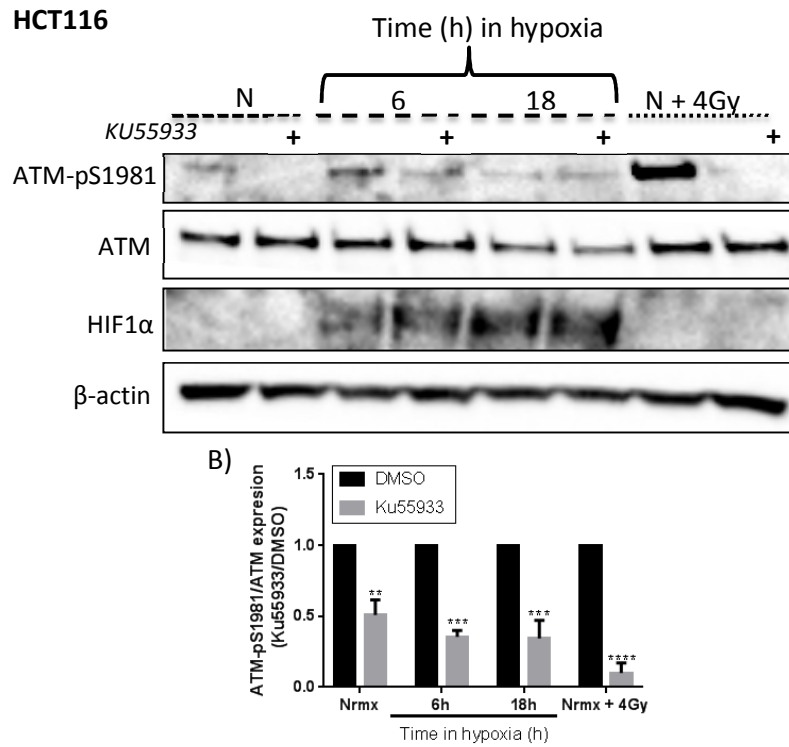 HCT116
Time (h) in hypoxia
N 6 18 N + 4Gy
KU55933 + + + +
ATM-pS1981
ATM
HIF1α
β-actin
B)
DMSO
Ku55933
ATM-pS1981/ATM expresion
(Ku55933/DMSO)
1.5
1.0
0.5
0.0
** *** *** ****
Nrmx 6h 18h Nrmx + 4Gy
Time in hypoxia (h)